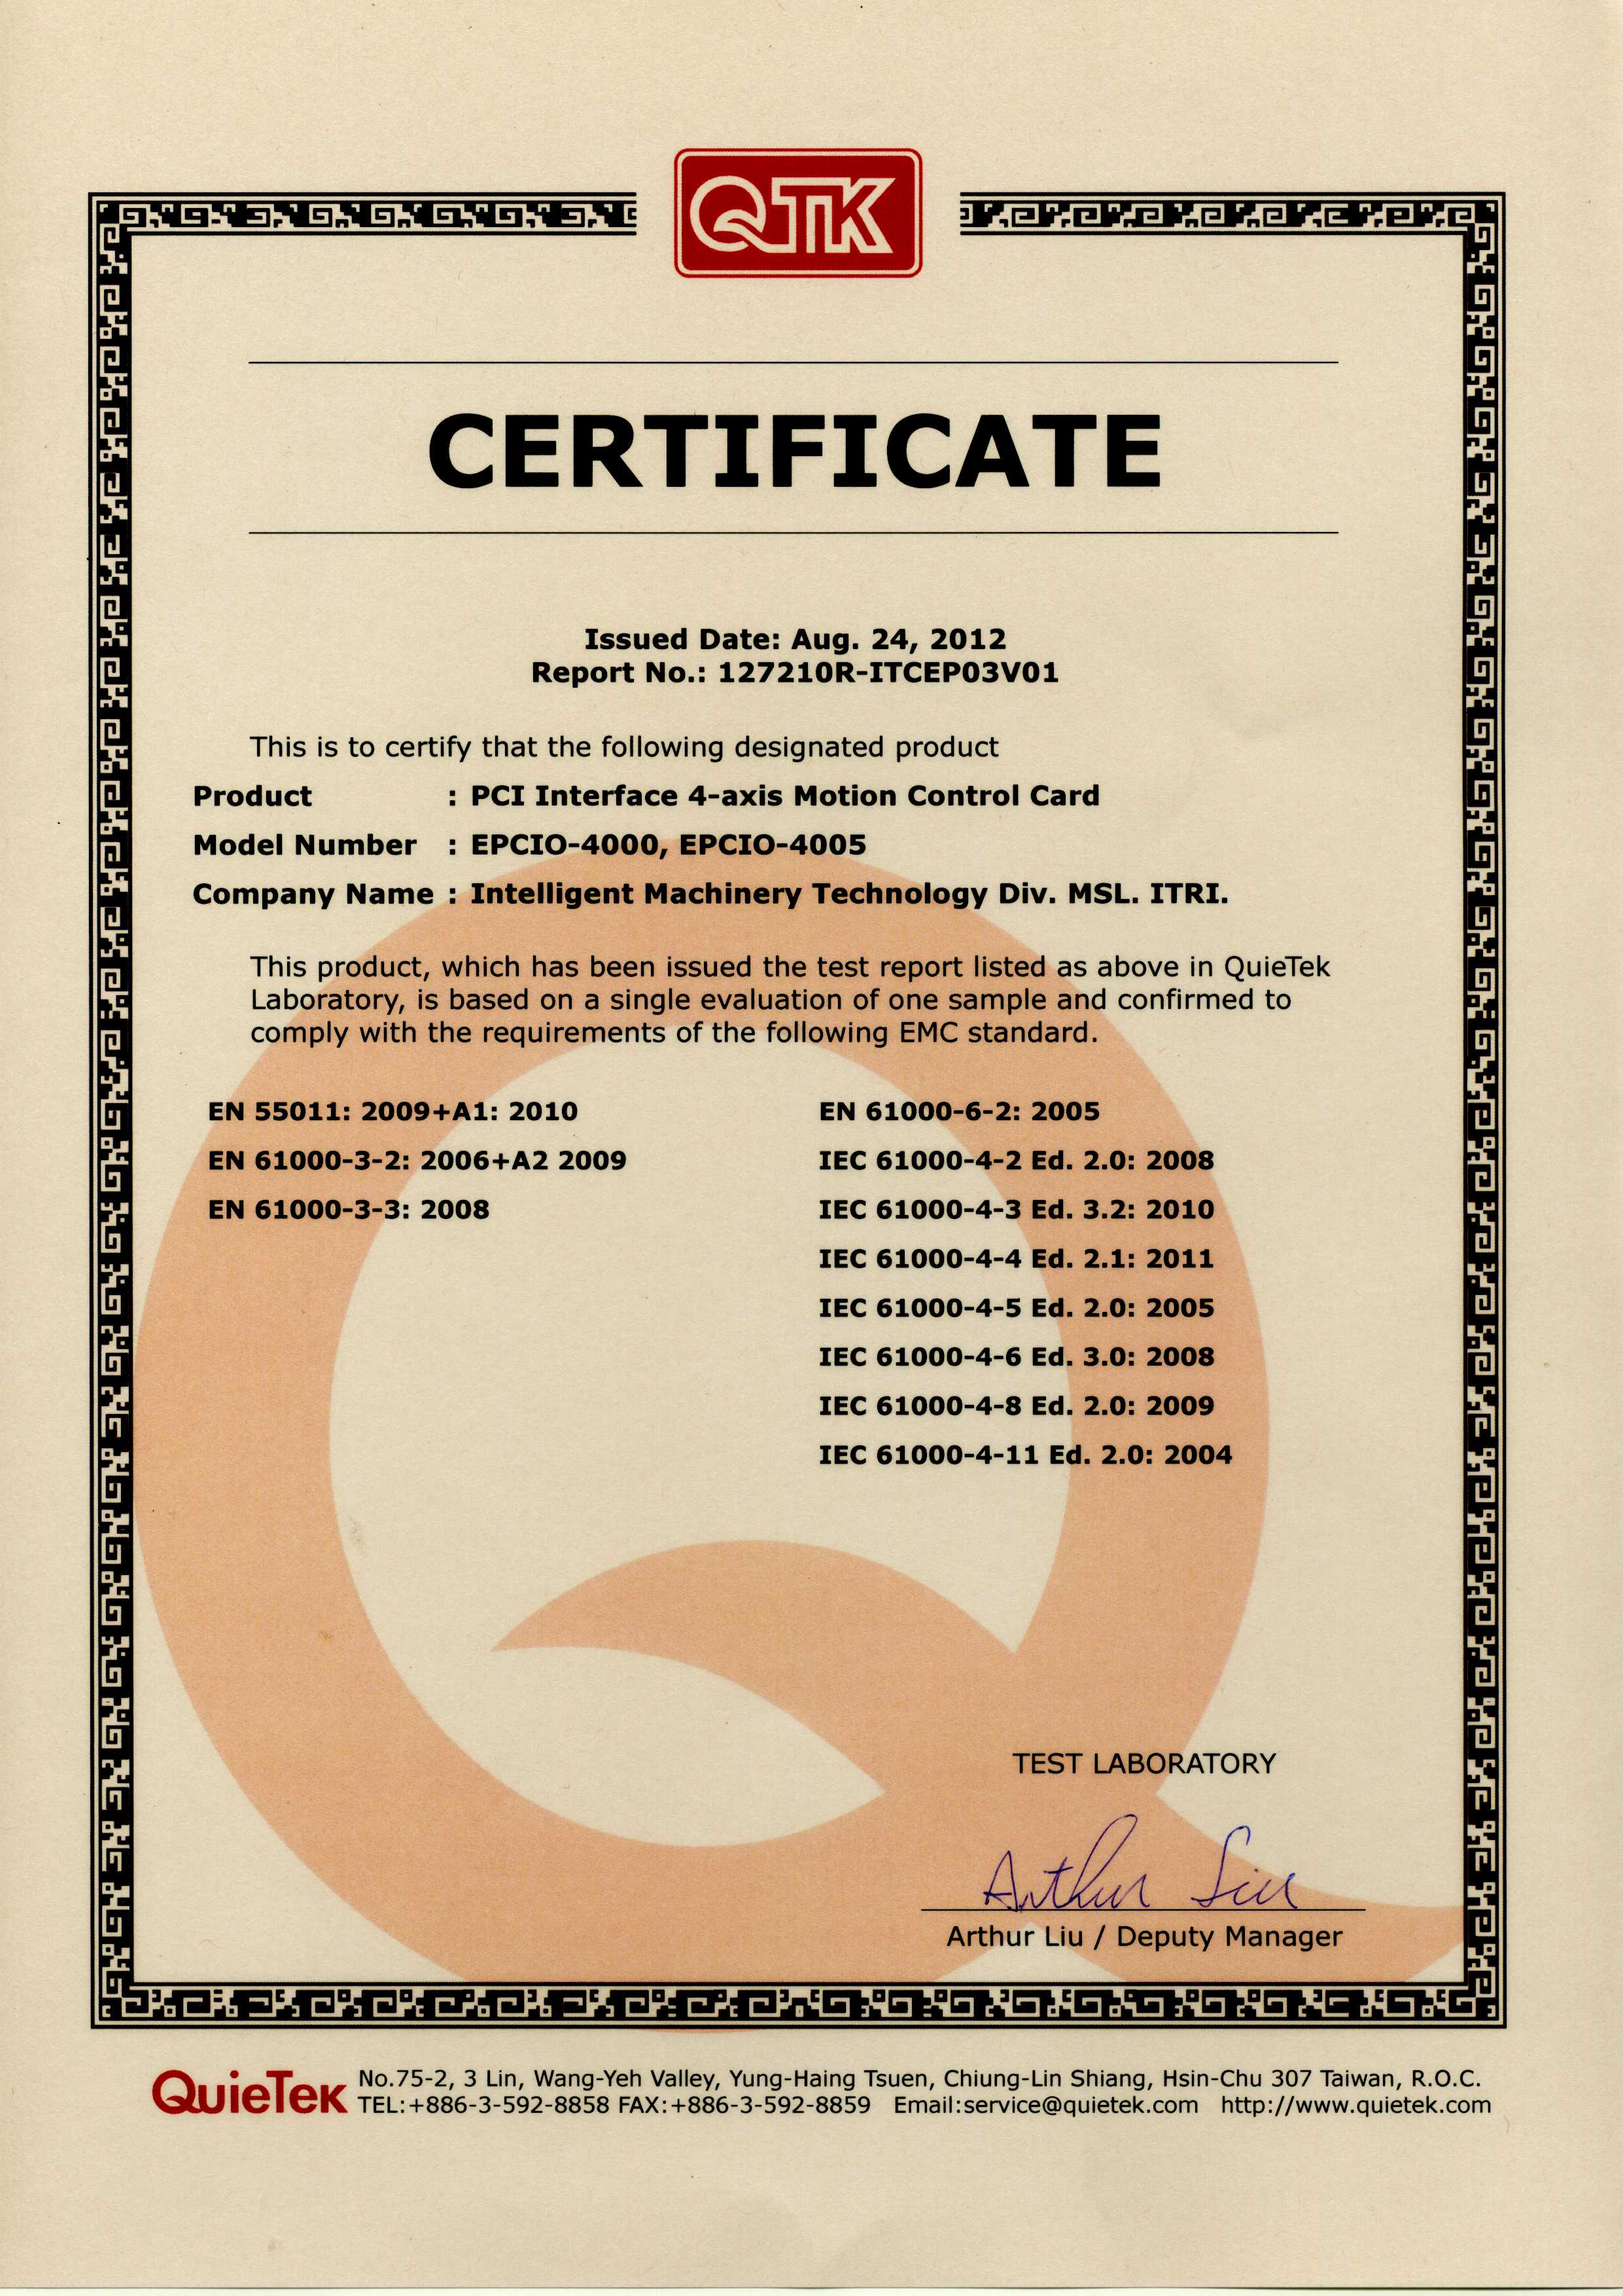 QTK
CERTIFICATE
Issued Date: Aug. 24, 2012
Report No.: 127210R-ITCEP03V01
This is to certify that the following designated product
Product : PCI Interface 4-axis Motion Control Card
Model Number : EPCIO-4000, EPCIO-4005
Company Name : Intelligent Machinery Technology Div. MSL. ITRI.
This product, which has been issued the test report listed as above in QuieTek
Laboratory, is based on a single evaluation of one sample and confirmed to
comply with the requirements of the following EMC standard.
EN 55011: 2009+A1: 2010
EN 61000-3-2: 2006+A2 2009
EN 61000-3-3: 2008
EN 61000-6-2: 2005
IEC 61000-4-2 Ed. 2.0: 2008
IEC 61000-4-3 Ed. 3.2: 2010
IEC 61000-4-4 Ed. 2.1: 2011
IEC 61000-4-5 Ed. 2.0: 2005
IEC 61000-4-6 Ed. 3.0: 2008
IEC 61000-4-8 Ed. 2.0: 2009
IEC 61000-4-11 Ed. 2.0: 2004
TEST LABORATORY
Arthur Liu
Arthur Liu / Deputy Manager
QuieTek
No.75-2, 3 Lin, Wang-Yeh Valley, Yung-Haing Tsuen, Chiung-Lin Shiang, Hsin-Chu 307 Taiwan, R.O.C.
TEL:+886-3-592-8858 FAX:+886-3-592-8859 Email:service@quietek.com http://www.quietek.com